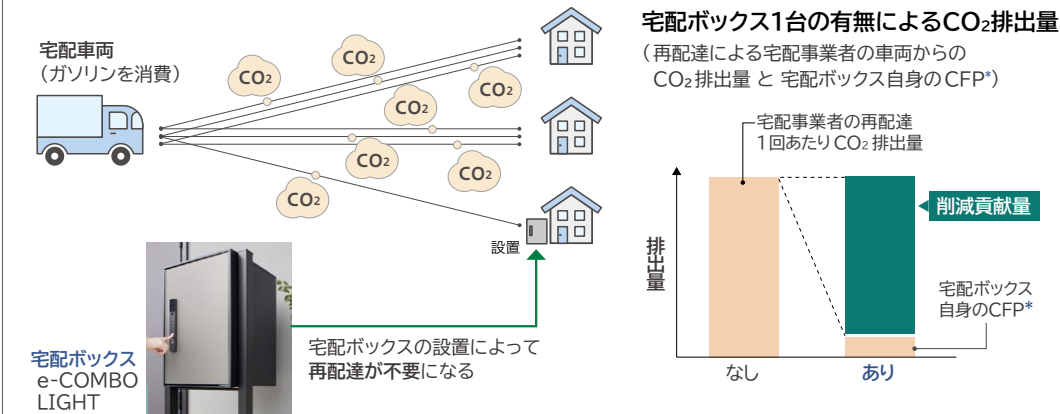 宅配車両
（ガソリンを消費）
CO₂
CO₂
CO₂
CO₂
CO₂
CO₂
CO₂
設置
宅配ボックス
e-COMBO
LIGHT
宅配ボックスの設置によって
再配達が不要になる
宅配ボックス1台の有無によるCO₂排出量
（再配達による宅配事業者の車両からの
CO₂排出量 と 宅配ボックス自身のCFP*）
宅配事業者の再配達
1回あたりCO₂排出量
削減貢献量
排出量
宅配ボックス
自身のCFP*
なし
あり